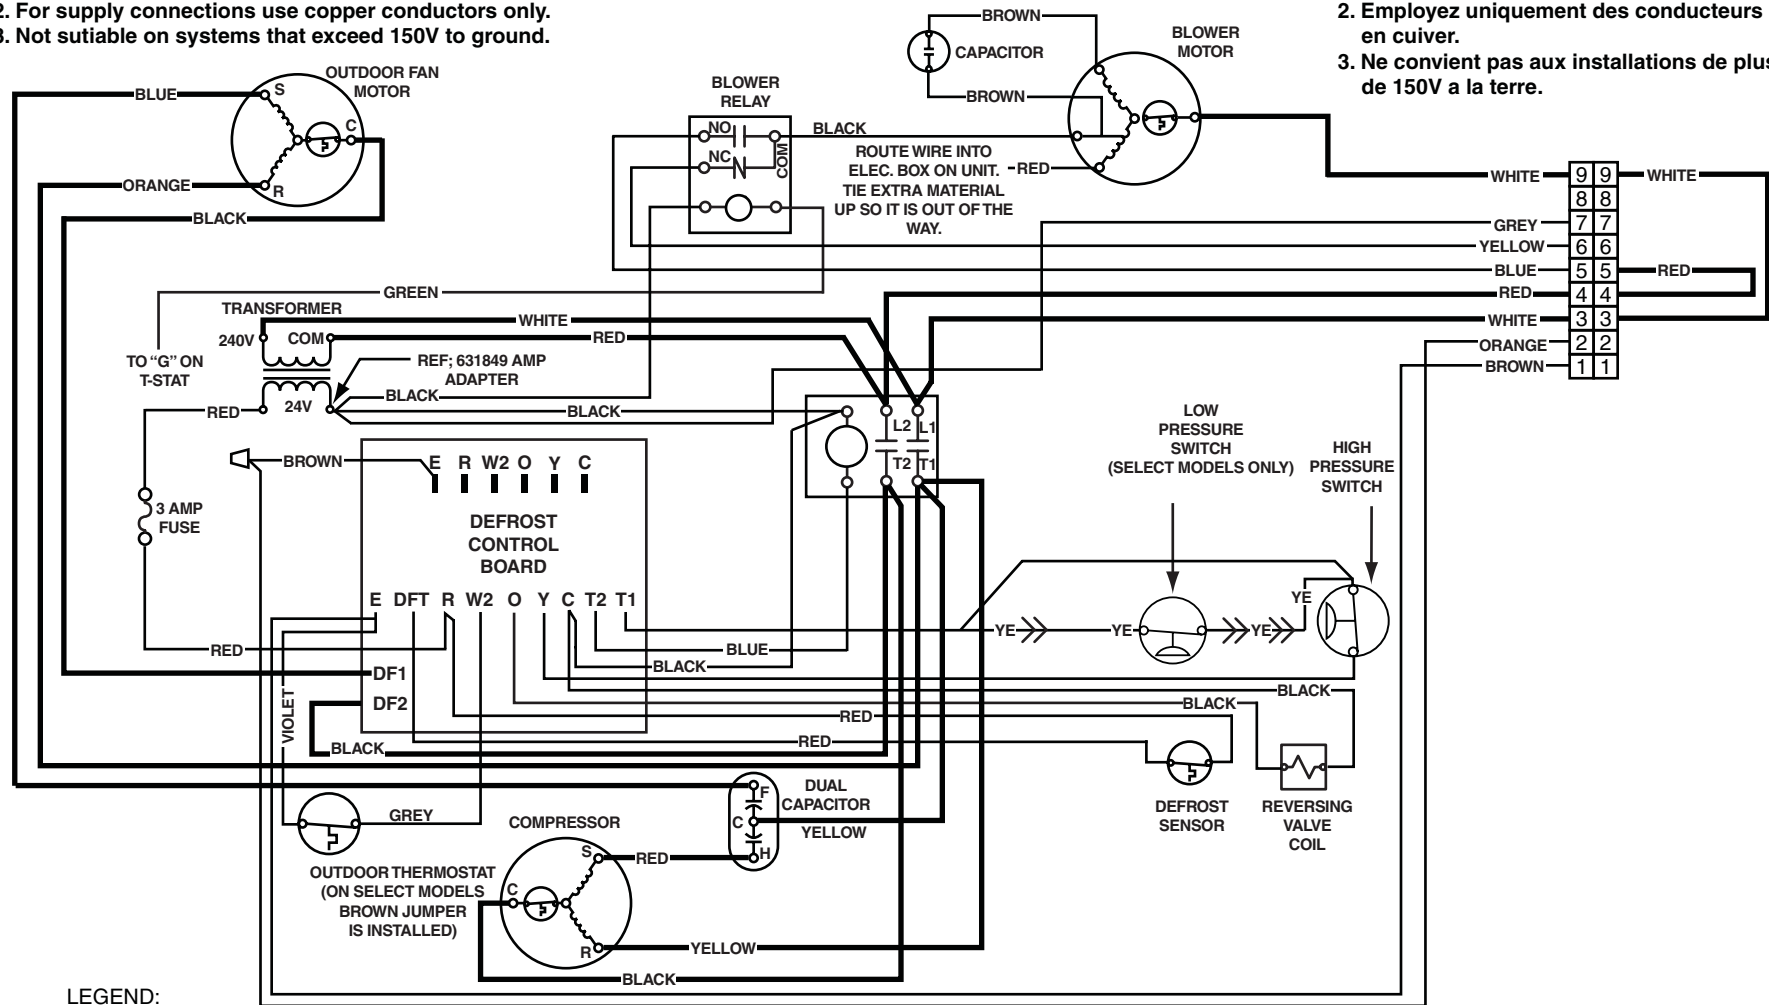 2. For supply connections use copper conductors only.
3. Not sutiable on systems that exceed 150V to ground.
2. Employez uniquement des conducteurs
en cuiver.
3. Ne convient pas aux installations de plus
de 150V a la terre.
BROWN
CAPACITOR
BROWN
BLOWER
MOTOR
OUTDOOR FAN
MOTOR
S
C
R
BLUE
ORANGE
BLACK
BLOWER
RELAY
NO
NC
COM
BLACK
ROUTE WIRE INTO
ELEC. BOX ON UNIT.
TIE EXTRA MATERIAL
UP SO IT IS OUT OF THE
WAY.
RED
WHITE
9 9
WHITE
8 8
GREY
7 7
YELLOW
6 6
BLUE
5 5
RED
RED
4 4
WHITE
3 3
ORANGE
2 2
BROWN
1 1
GREEN
TO “G” ON
T-STAT
TRANSFORMER
240V
COM
24V
WHITE
RED
REF; 631849 AMP
ADAPTER
BLACK
BLACK
RED
L2 L1
T2 T1
BROWN
3 AMP
FUSE
E R W2 O Y C
DEFROST
CONTROL
BOARD
E DFT R W2 O Y C T2 T1
DF1
DF2
RED
VIOLET
BLACK
BLUE
BLACK
LOW
PRESSURE
SWITCH
(SELECT MODELS ONLY)
HIGH
PRESSURE
SWITCH
YE
YE
YE
YE
BLACK
BLACK
RED
RED
DEFROST
SENSOR
REVERSING
VALVE
COIL
F
C
H
DUAL
CAPACITOR
YELLOW
GREY
OUTDOOR THERMOSTAT
(ON SELECT MODELS
BROWN JUMPER
IS INSTALLED)
COMPRESSOR
S
C
R
RED
YELLOW
BLACK
LEGEND: